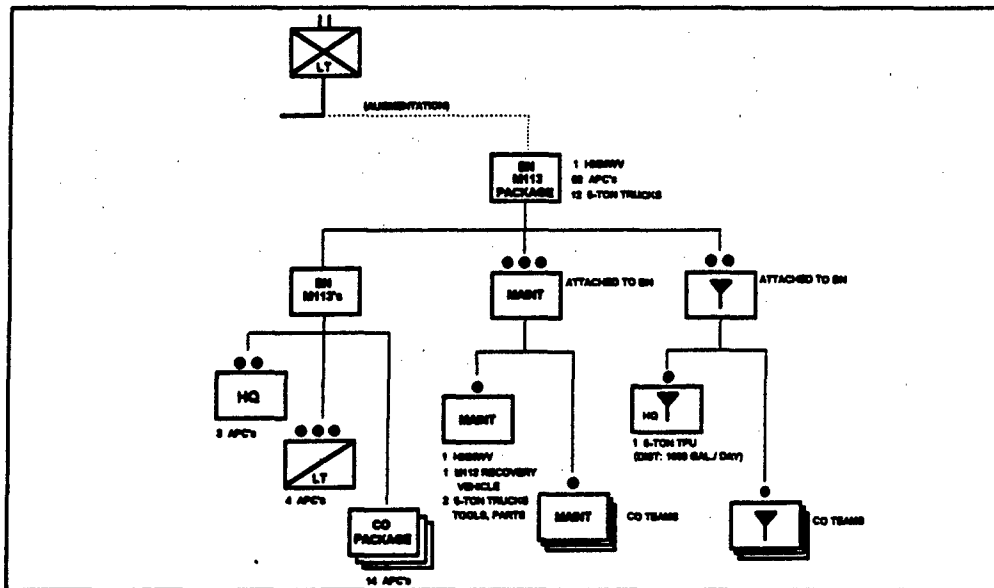 LT
(AUGMENTATION)
BN
M113
PACKAGE
1 HMMWV
APC's
12 5-TON TRUCKS
BN
M113's
MAINT
ATTACHED TO BN
ATTACHED TO BN
HQ
3 APC's
LT
4 APC's
CO
PACKAGE
14 APC's
MAINT
1 HMMWV
1 M113 RECOVERY
VEHICLE
2 5-TON TRUCKS
TOOLS, PARTS
MAINT
CO TEAMS
HQ
1 5-TON TPU
(DIST: GAL./ DAY)
CO TEAMS